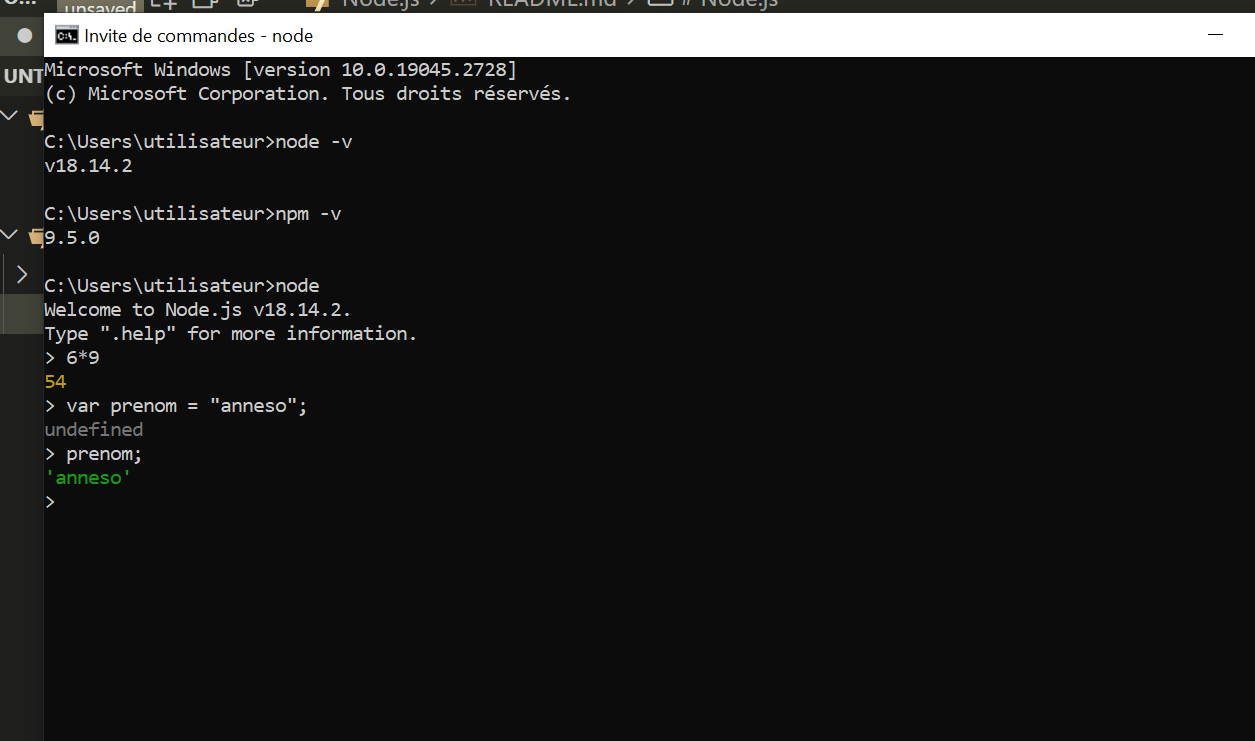 unsaved
Node.js > README.md > # Node.js
Invite de commandes - node
UNT
Microsoft Windows [version 10.0.19045.2728]
(c) Microsoft Corporation. Tous droits réservés.
C:\Users\utilisateur>node -v
v18.14.2
C:\Users\utilisateur>npm -v
9.5.0
C:\Users\utilisateur>node
Welcome to Node.js v18.14.2.
Type ".help" for more information.
> 6*9
54
> var prenom = "anneso";
undefined
> prenom;
'anneso'
>